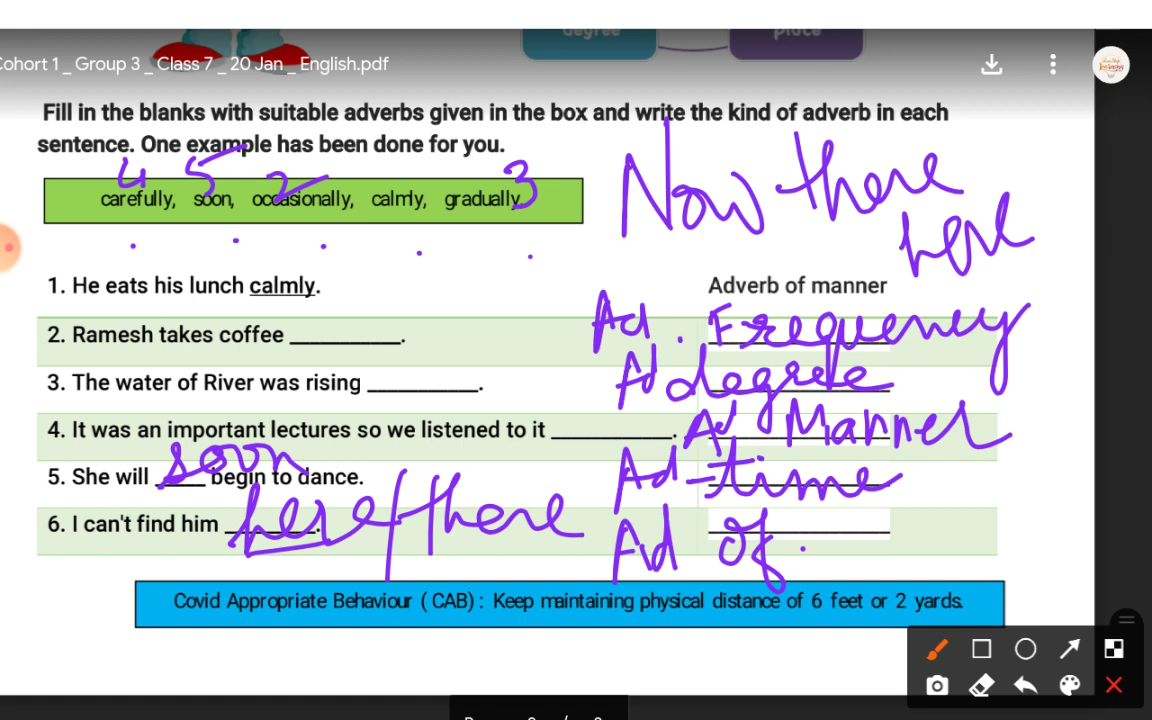 degree place
Cohort 1 _ Group 3 _ Class 7 _ 20 Jan _ English.pdf
Fill in the blanks with suitable adverbs given in the box and write the kind of adverb in each
sentence. One example has been done for you.
4 5 2 3
carefully, soon, occasionally, calmly, gradually
Now there
here
1. He eats his lunch calmly. Adverb of manner
2. Ramesh takes coffee __________. Ad. Frequency
3. The water of River was rising __________. Ad degree
4. It was an important lectures so we listened to it __________. Ad Manner
5. She will soon begin to dance. Ad - time
6. I can't find him here/there Ad of.
Covid Appropriate Behaviour ( CAB) : Keep maintaining physical distance of 6 feet or 2 yards.